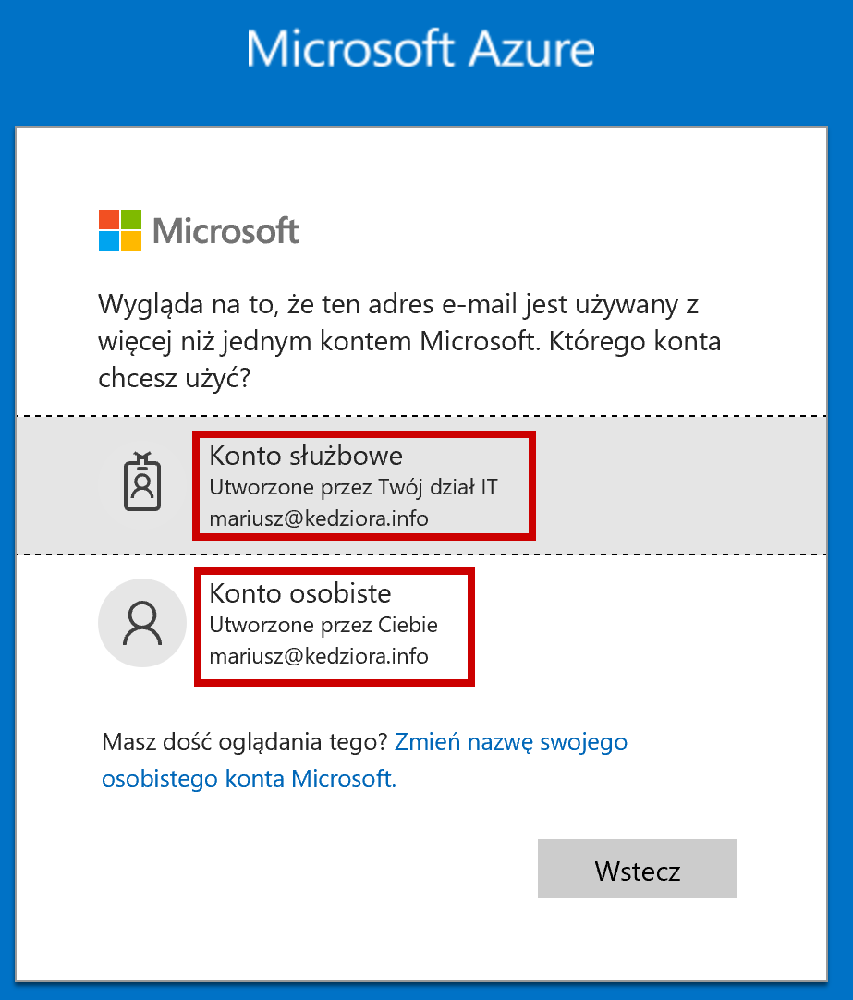 Microsoft Azure
Microsoft
Wygląda na to, że ten adres e-mail jest używany z
więcej niż jednym kontem Microsoft. Którego konta
chcesz użyć?
Konto służbowe
Utworzone przez Twój dział IT
mariusz@kedziora.info
Konto osobiste
Utworzone przez Ciebie
mariusz@kedziora.info
Masz dość oglądania tego? Zmień nazwę swojego
osobistego konta Microsoft.
Wstecz